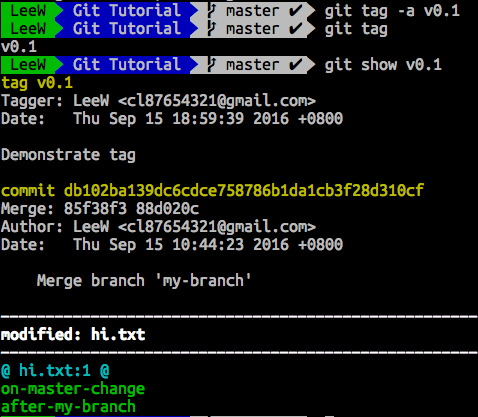 LeeW Git Tutorial master ✔ git tag -a v0.1
LeeW Git Tutorial master ✔ git tag
v0.1
LeeW Git Tutorial master ✔ git show v0.1
tag v0.1
Tagger: LeeW <cl87654321@gmail.com>
Date: Thu Sep 15 18:59:39 2016 +0800
Demonstrate tag
commit db102ba139dc6cdce758786b1da1cb3f28d310cf
Merge: 85f38f3 88d020c
Author: LeeW <cl87654321@gmail.com>
Date: Thu Sep 15 10:44:23 2016 +0800
Merge branch 'my-branch'
modified: hi.txt
@ hi.txt:1 @
on-master-change
after-my-branch